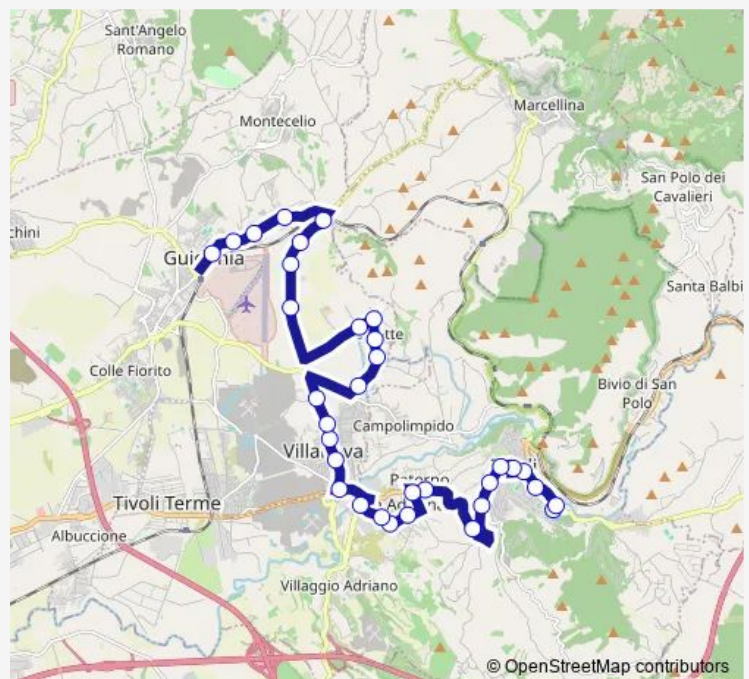 Sant'Angelo
Romano
Marcellina
Montecelio
San Polo dei
Cavalieri
chini
Santa Balbi
Colle Fiorito
Bivio di San
Polo
Campolimpido
Tivoli Terme
Albuccione
Villaggio Adriano
© OpenStreetMap contributors